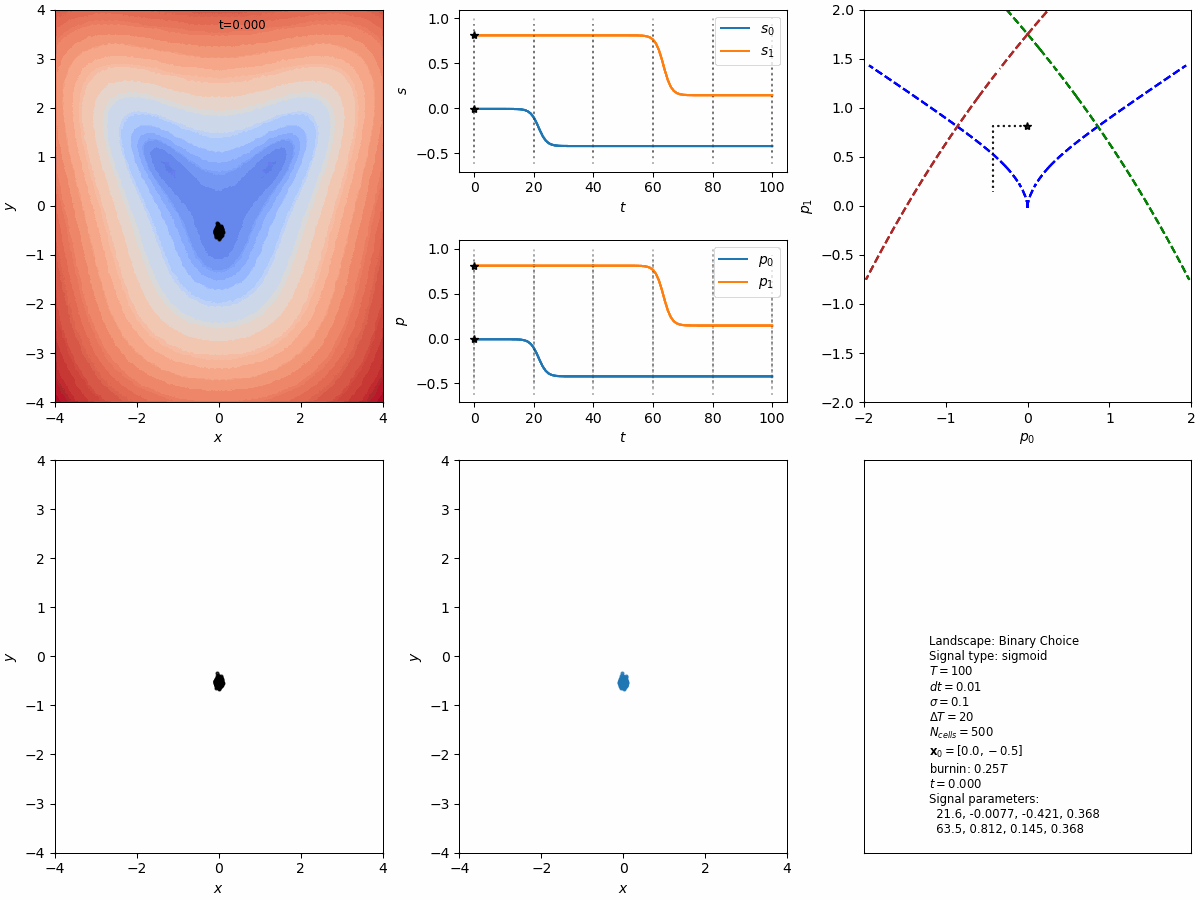 t=0.000
4
3
2
1
0
−1
−2
−3
−4
y
−4 −2 0 2 4
x
1.0
0.5
0.0
−0.5
s
s₀
s₁
0 20 40 60 80 100
t
1.0
0.5
0.0
−0.5
p
p₀
p₁
0 20 40 60 80 100
t
2.0
1.5
1.0
0.5
0.0
−0.5
−1.0
−1.5
−2.0
p₁
−2 −1 0 1 2
p₀
4
3
2
1
0
−1
−2
−3
−4
y
−4 −2 0 2 4
x
4
3
2
1
0
−1
−2
−3
−4
y
−4 −2 0 2 4
x
Landscape: Binary Choice
Signal type: sigmoid
T = 100
dt = 0.01
σ = 0.1
ΔT = 20
N_cells = 500
x₀ = [0.0, −0.5]
burnin: 0.25T
t = 0.000
Signal parameters:
21.6, -0.0077, -0.421, 0.368
63.5, 0.812, 0.145, 0.368